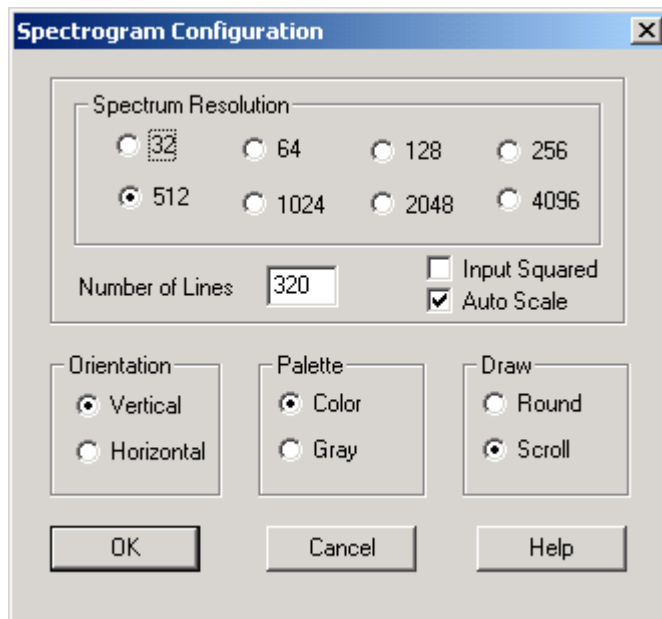 Spectrogram Configuration
Spectrum Resolution
32 64 128 256
512 1024 2048 4096
Number of Lines 320
Input Squared
Auto Scale
Orientation
Vertical
Horizontal
Palette
Color
Gray
Draw
Round
Scroll
OK Cancel Help